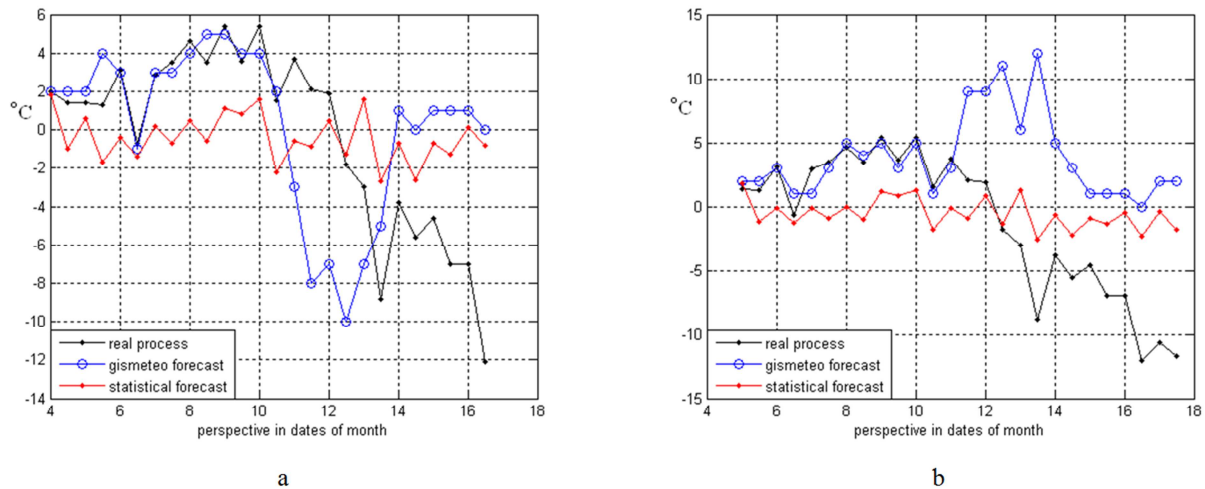 6
4
2
0
-2
-4
-6
-8
-10
-12
-14
°C
4 6 8 10 12 14 16 18
perspective in dates of month
real process
gismeteo forecast
statistical forecast
a
15
10
5
0
-5
-10
-15
°C
4 6 8 10 12 14 16 18
perspective in dates of month
real process
gismeteo forecast
statistical forecast
b